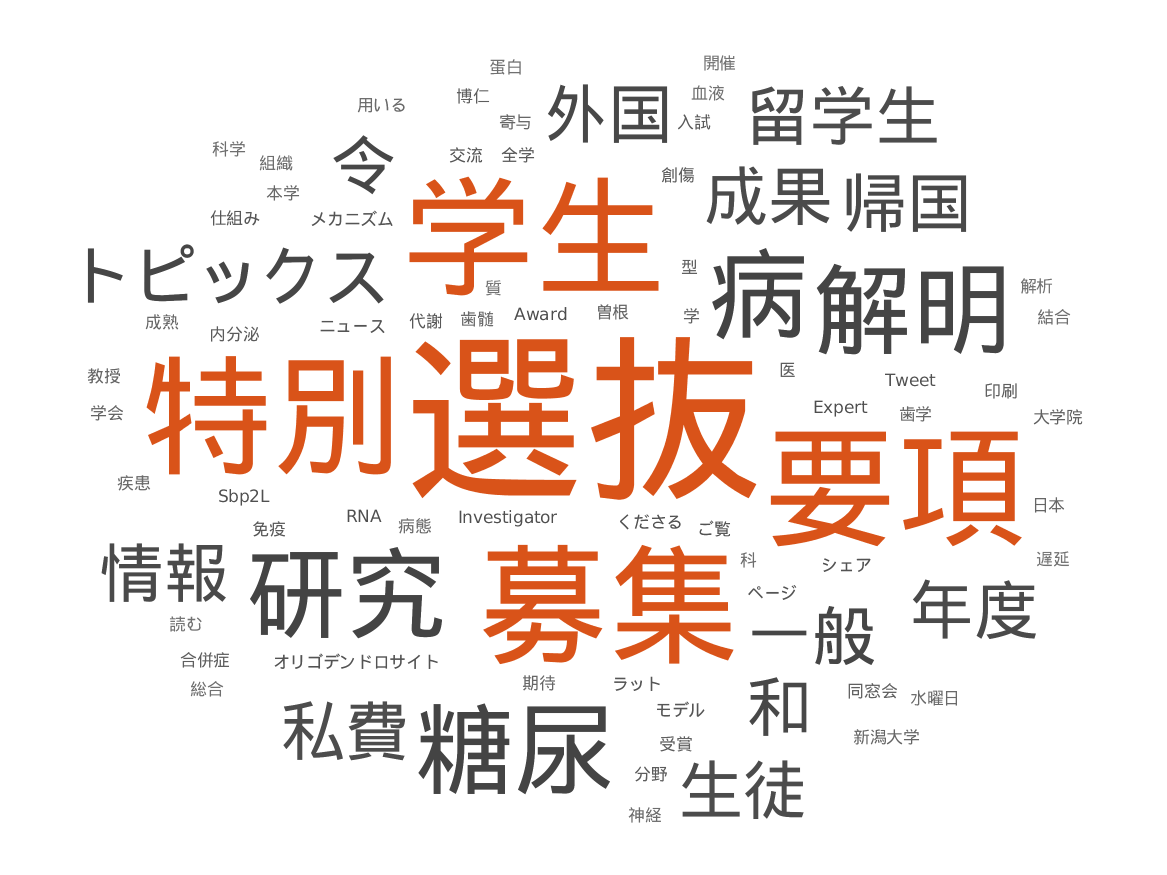 蛋白
開催
博仁
血液
用いる
外国
留学生
寄与
入試
科学
組織
令
交流
全学
創傷
本学
成果
帰国
学生
仕組み
メカニズム
トピックス
病
解明
型
質
解析
成熟
内分泌
ニュース
代謝
歯髄
Award
曽根
学
結合
特別
選抜
医
教授
学会
Tweet
印刷
Expert
歯学
大学院
要項
疾患
Sbp2L
RNA
病態
免疫
Investigator
くださる
ご覧
日本
情報
研究
募集
科
シェア
遅延
ページ
一般
年度
読む
合併症
オリゴデンドロサイト
総合
期待
ラット
和
同窓会
水曜日
私費
糖尿
モデル
受賞
新潟大学
分野
生徒
神経